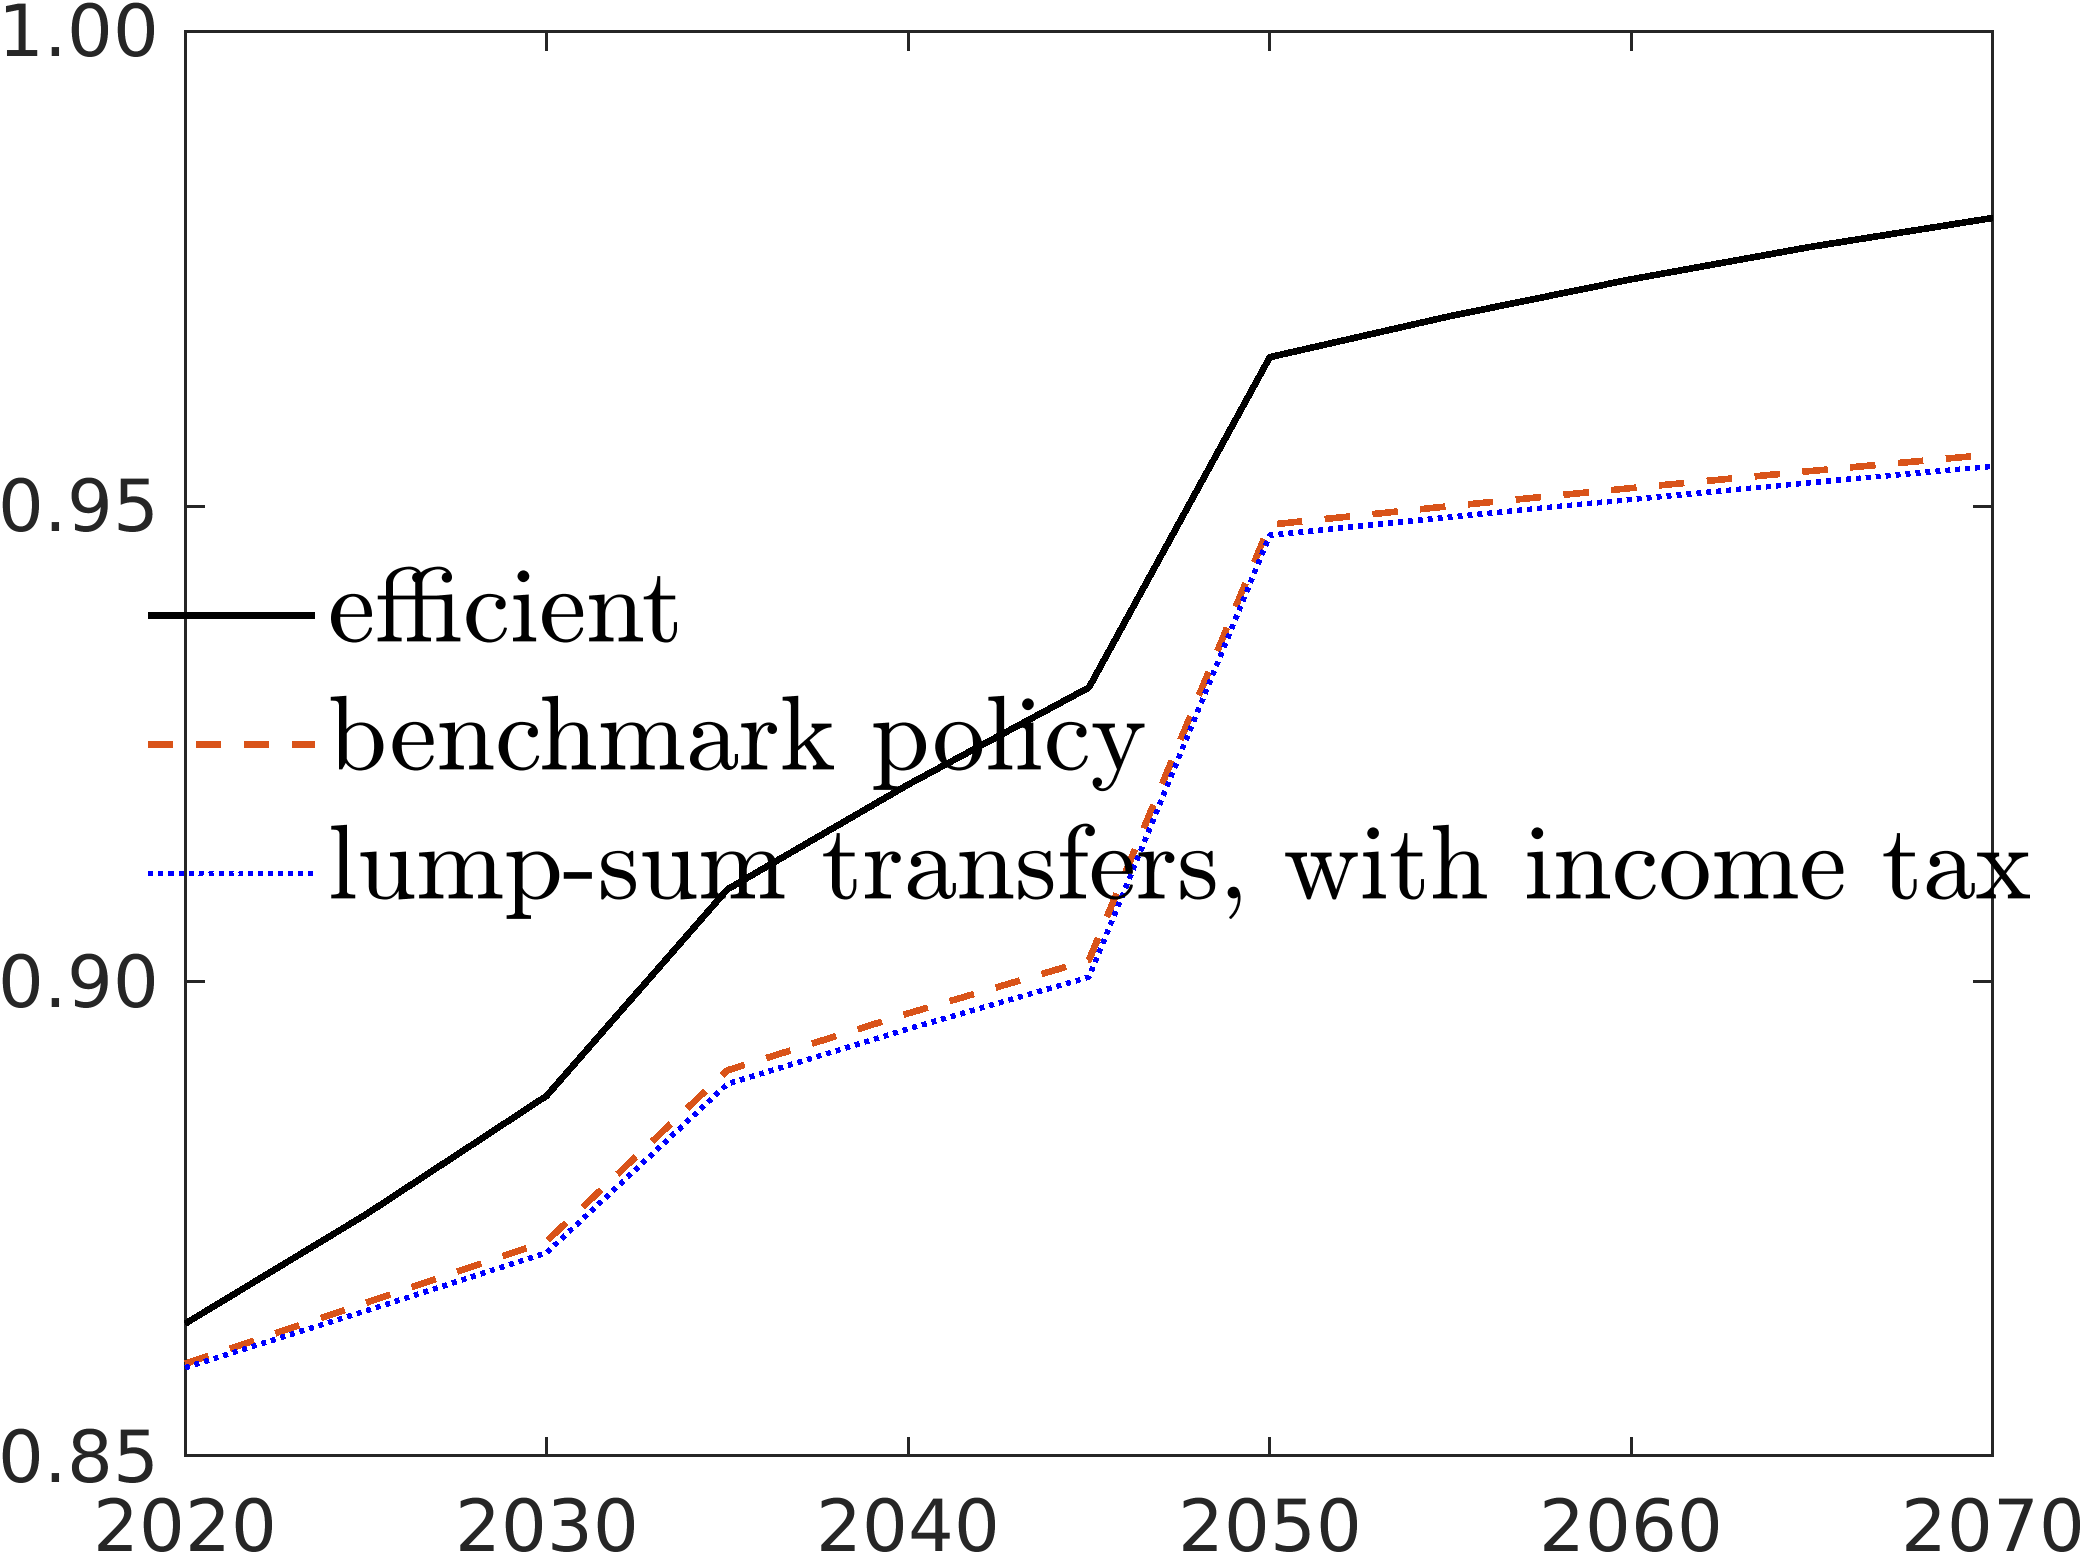 1.00
0.95
efficient
benchmark policy
lump-sum transfers, with income tax
0.90
0.85
2020 2030 2040 2050 2060 2070